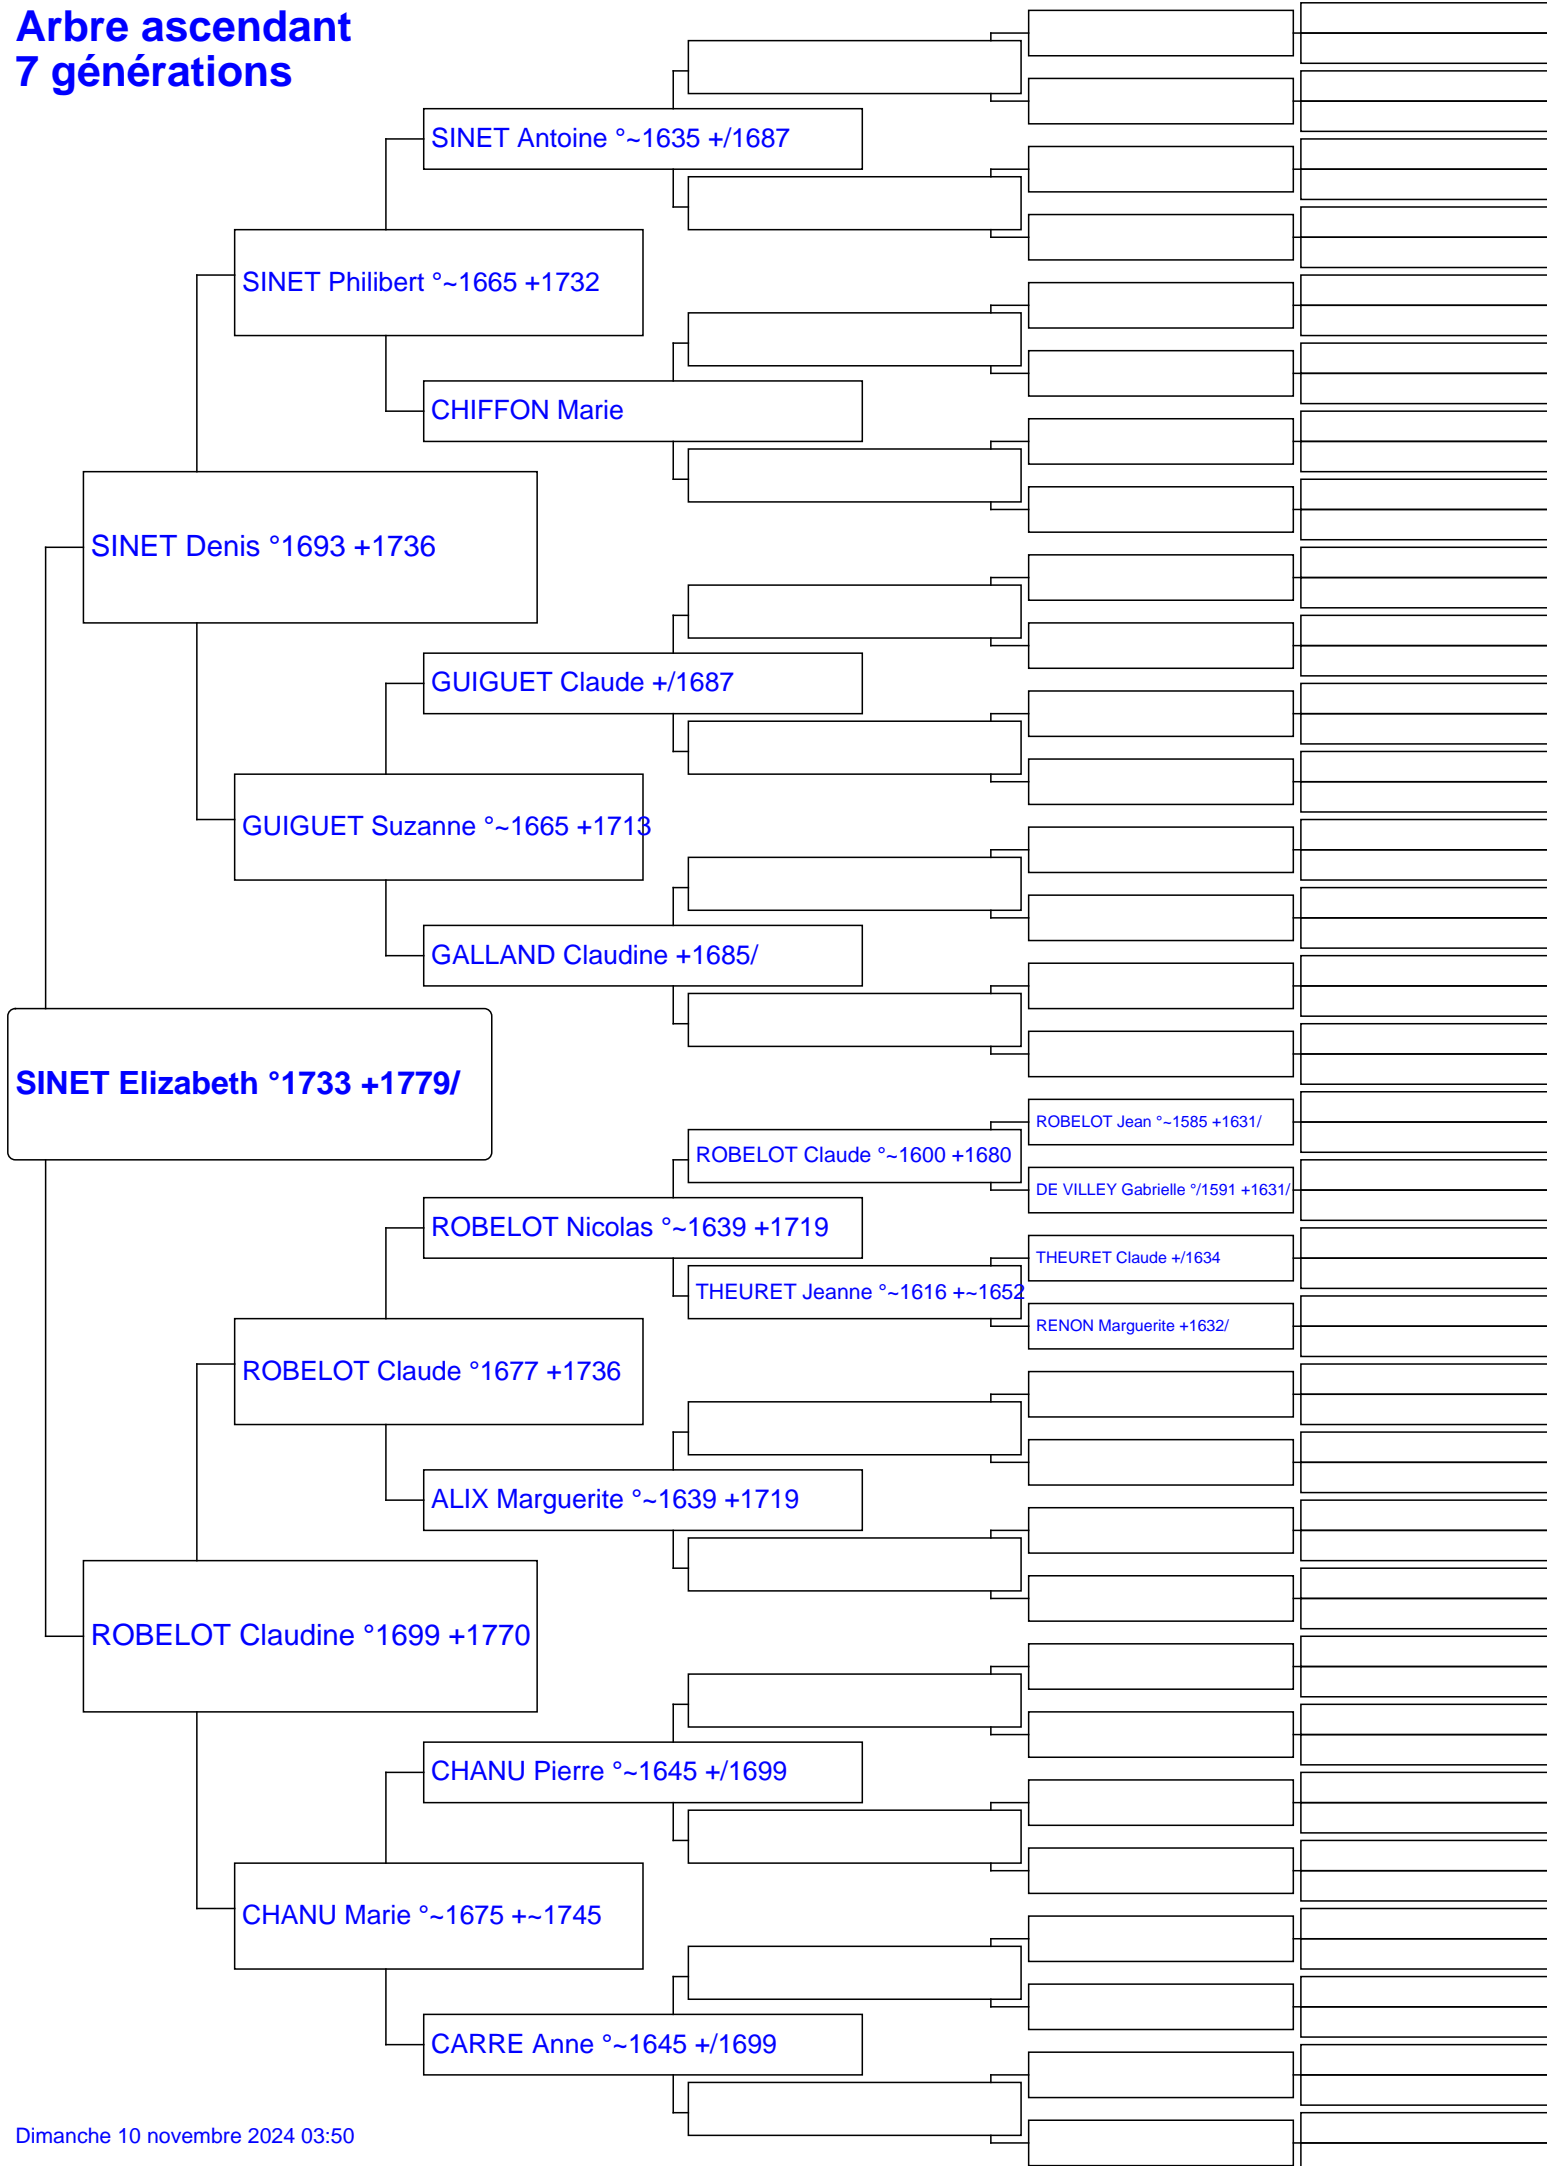 Arbre ascendant
7 générations
SINET Antoine °~1635 +/1687
SINET Philibert °~1665 +1732
CHIFFON Marie
SINET Denis °1693 +1736
GUIGUET Claude +/1687
GUIGUET Suzanne °~1665 +1713
GALLAND Claudine +1685/
SINET Elizabeth °1733 +1779/
ROBELOT Jean °~1585 +1631/
ROBELOT Claude °~1600 +1680
DE VILLEY Gabrielle °/1591 +1631/
ROBELOT Nicolas °~1639 +1719
THEURET Claude +/1634
THEURET Jeanne °~1616 +~1652
RENON Marguerite +1632/
ROBELOT Claude °1677 +1736
ALIX Marguerite °~1639 +1719
ROBELOT Claudine °1699 +1770
CHANU Pierre °~1645 +/1699
CHANU Marie °~1675 +~1745
CARRE Anne °~1645 +/1699
Dimanche 10 novembre 2024 03:50